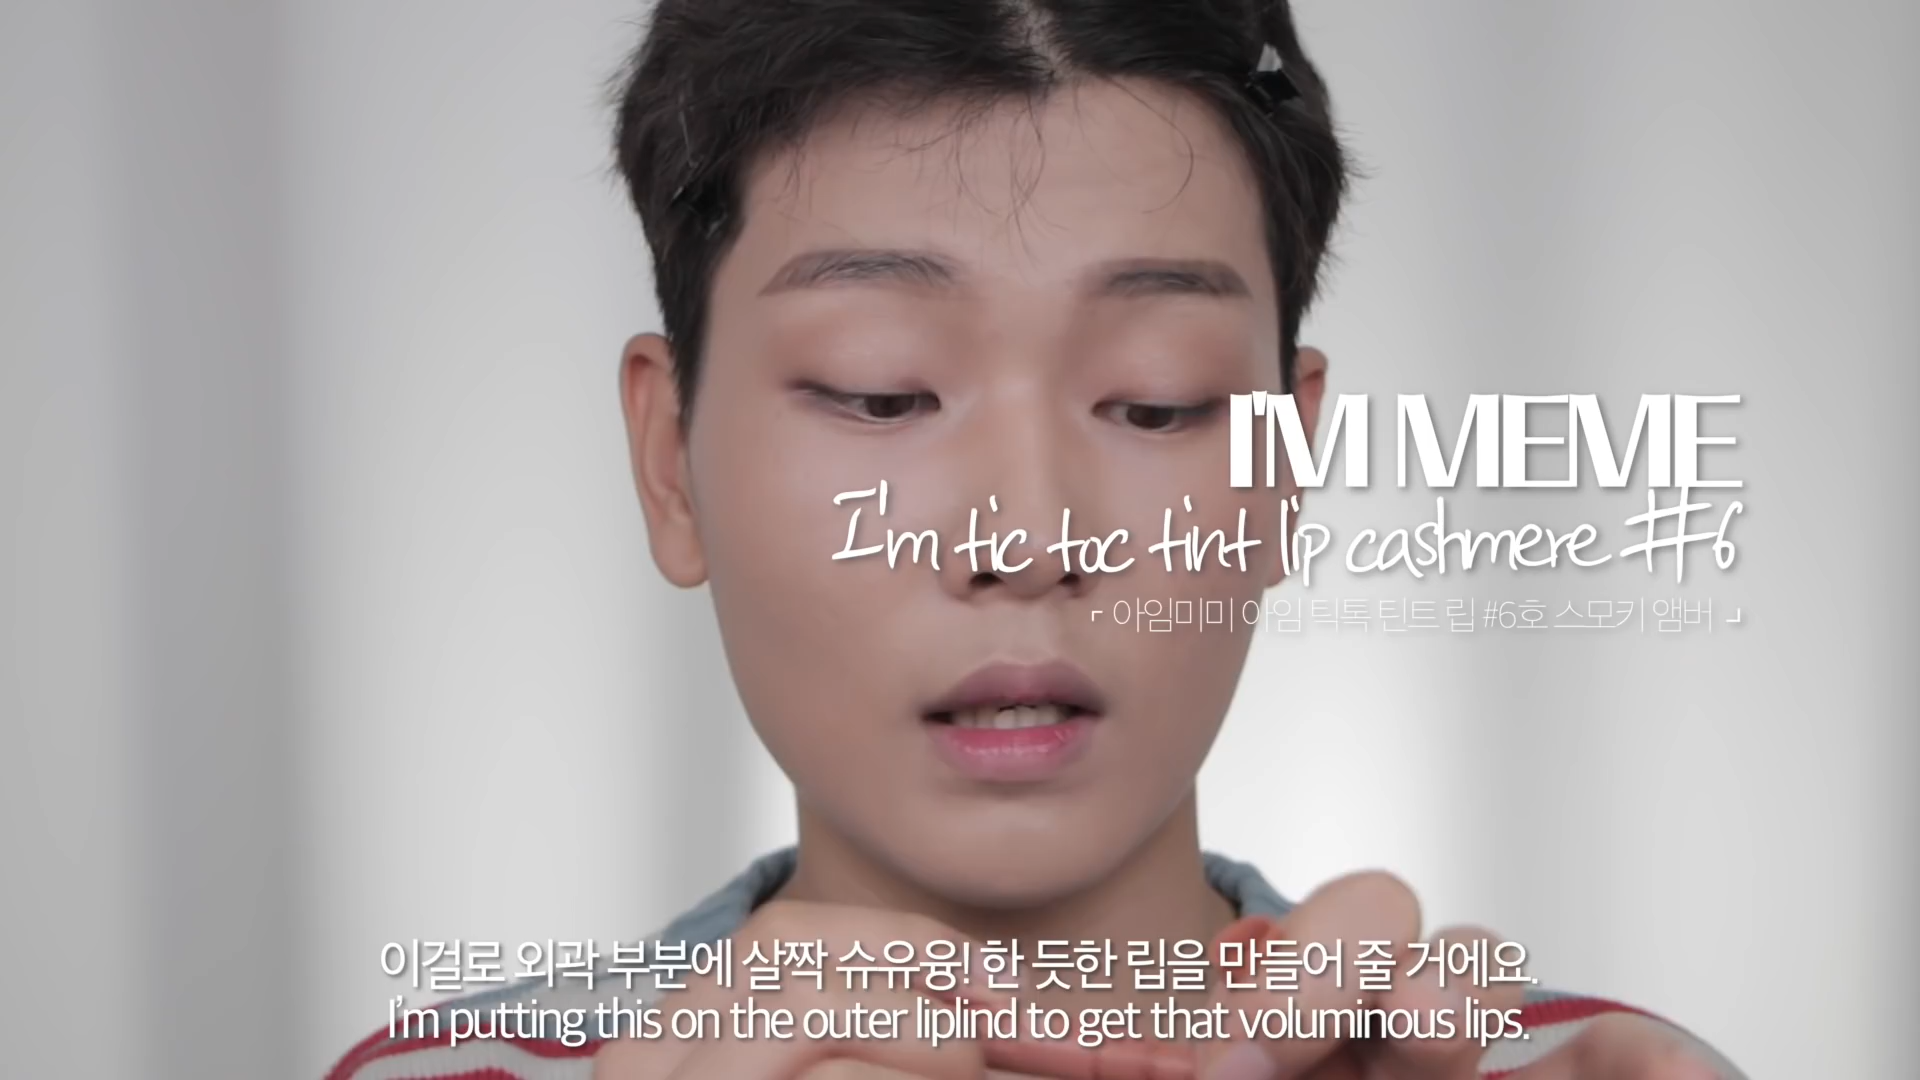 I'M MEME
I'm tic toc tint lip cashmere #6
「아임미미 아임 틱톡 틴트 립 #6호 스모키 앰버」
이걸로 외곽 부분에 살짝 슈유융! 한 듯한 립을 만들어 줄 거에요.
I'm putting this on the outer liplind to get that voluminous lips.